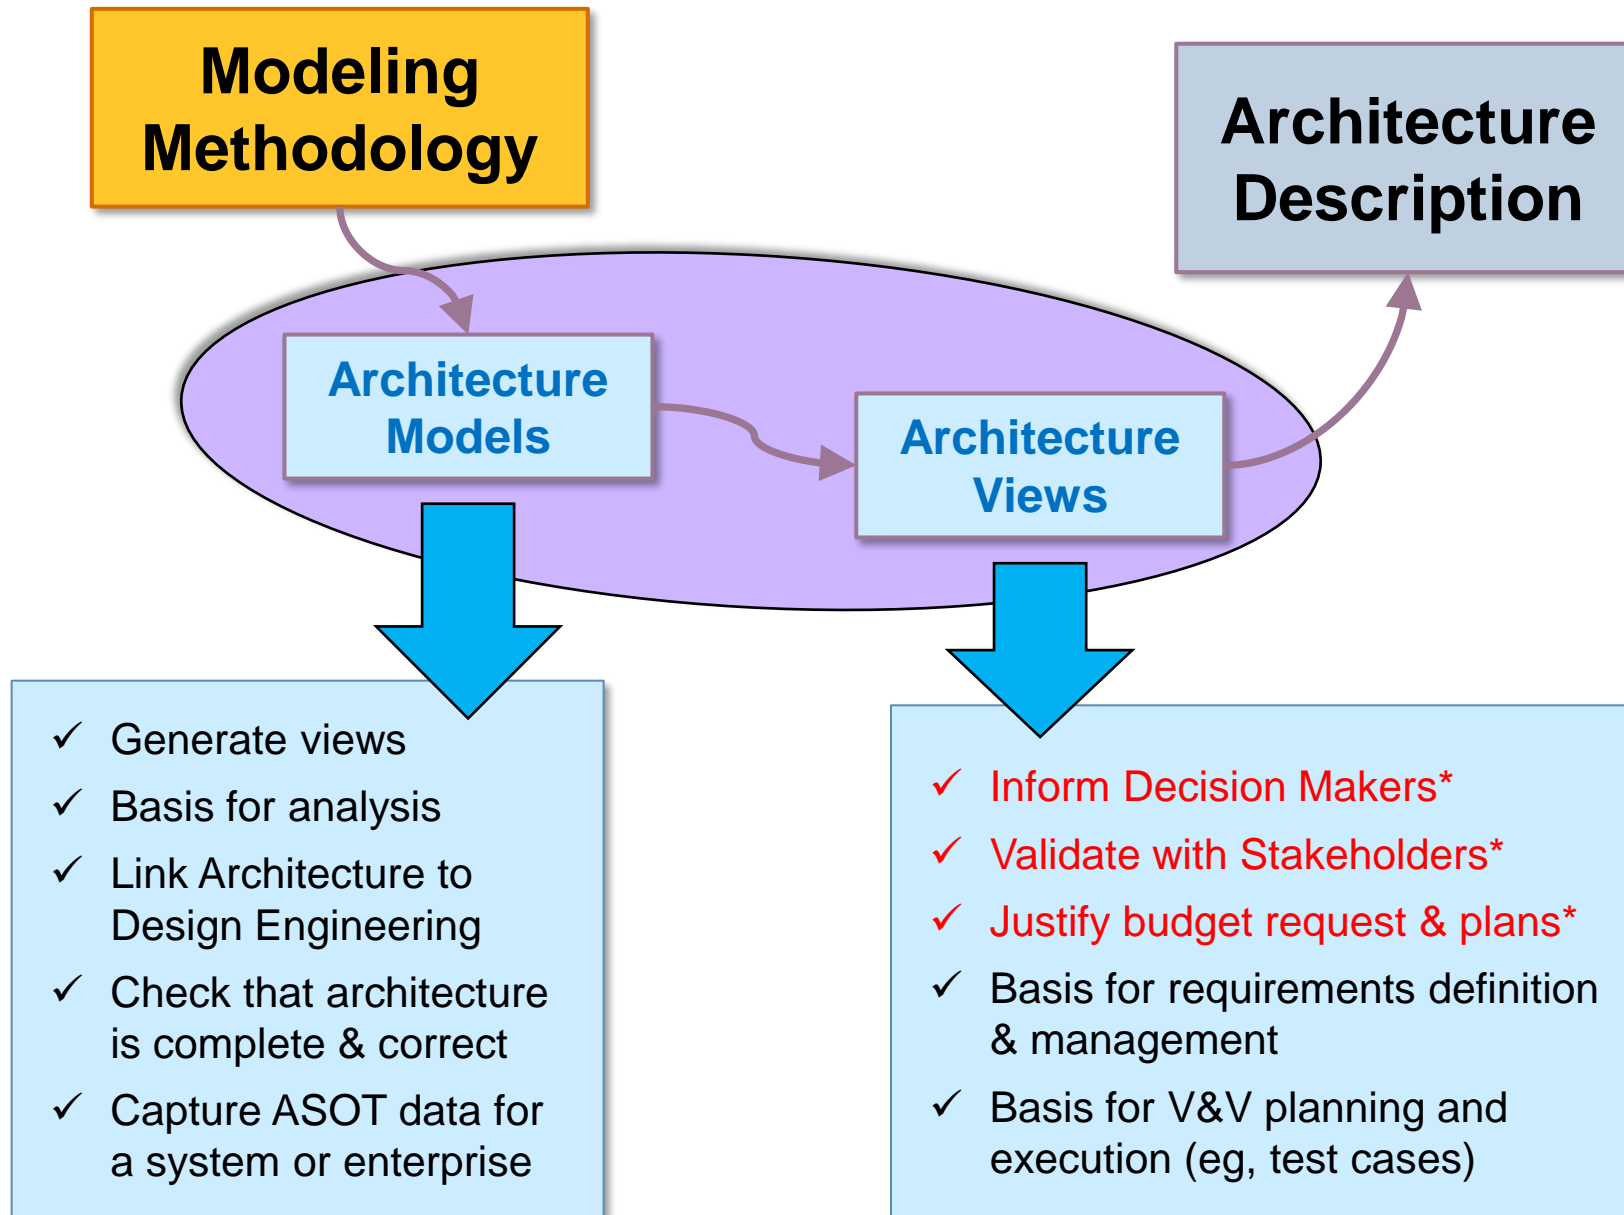 Modeling
Methodology
Architecture
Description
Architecture
Models
Architecture
Views
✓ Generate views
✓ Basis for analysis
✓ Link Architecture to
Design Engineering
✓ Check that architecture
is complete & correct
✓ Capture ASOT data for
a system or enterprise
✓ Inform Decision Makers*
✓ Validate with Stakeholders*
✓ Justify budget request & plans*
✓ Basis for requirements definition
& management
✓ Basis for V&V planning and
execution (eg, test cases)